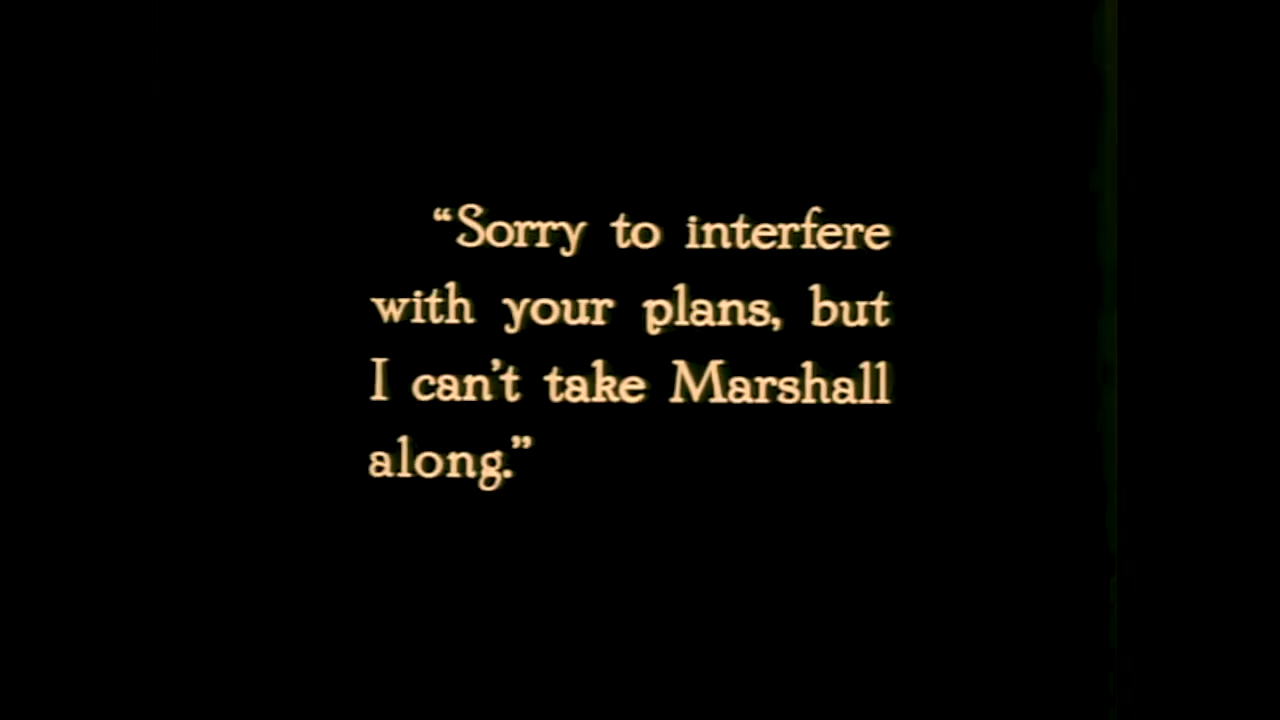 “Sorry to interfere
with your plans, but
I can’t take Marshall
along.”